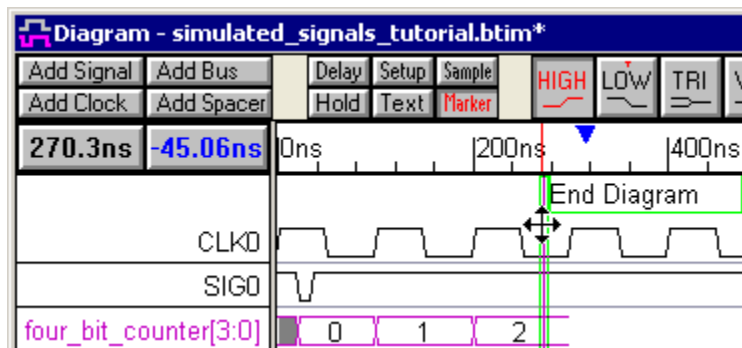 Diagram - simulated_signals_tutorial.btim*
Add Signal Add Bus Delay Setup Sample HIGH LOW TRI
Add Clock Add Spacer Hold Text Marker
270.3ns -45.06ns 0ns 200ns 400ns
End Diagram
CLK0
SIG0
four_bit_counter[3:0] 0 1 2